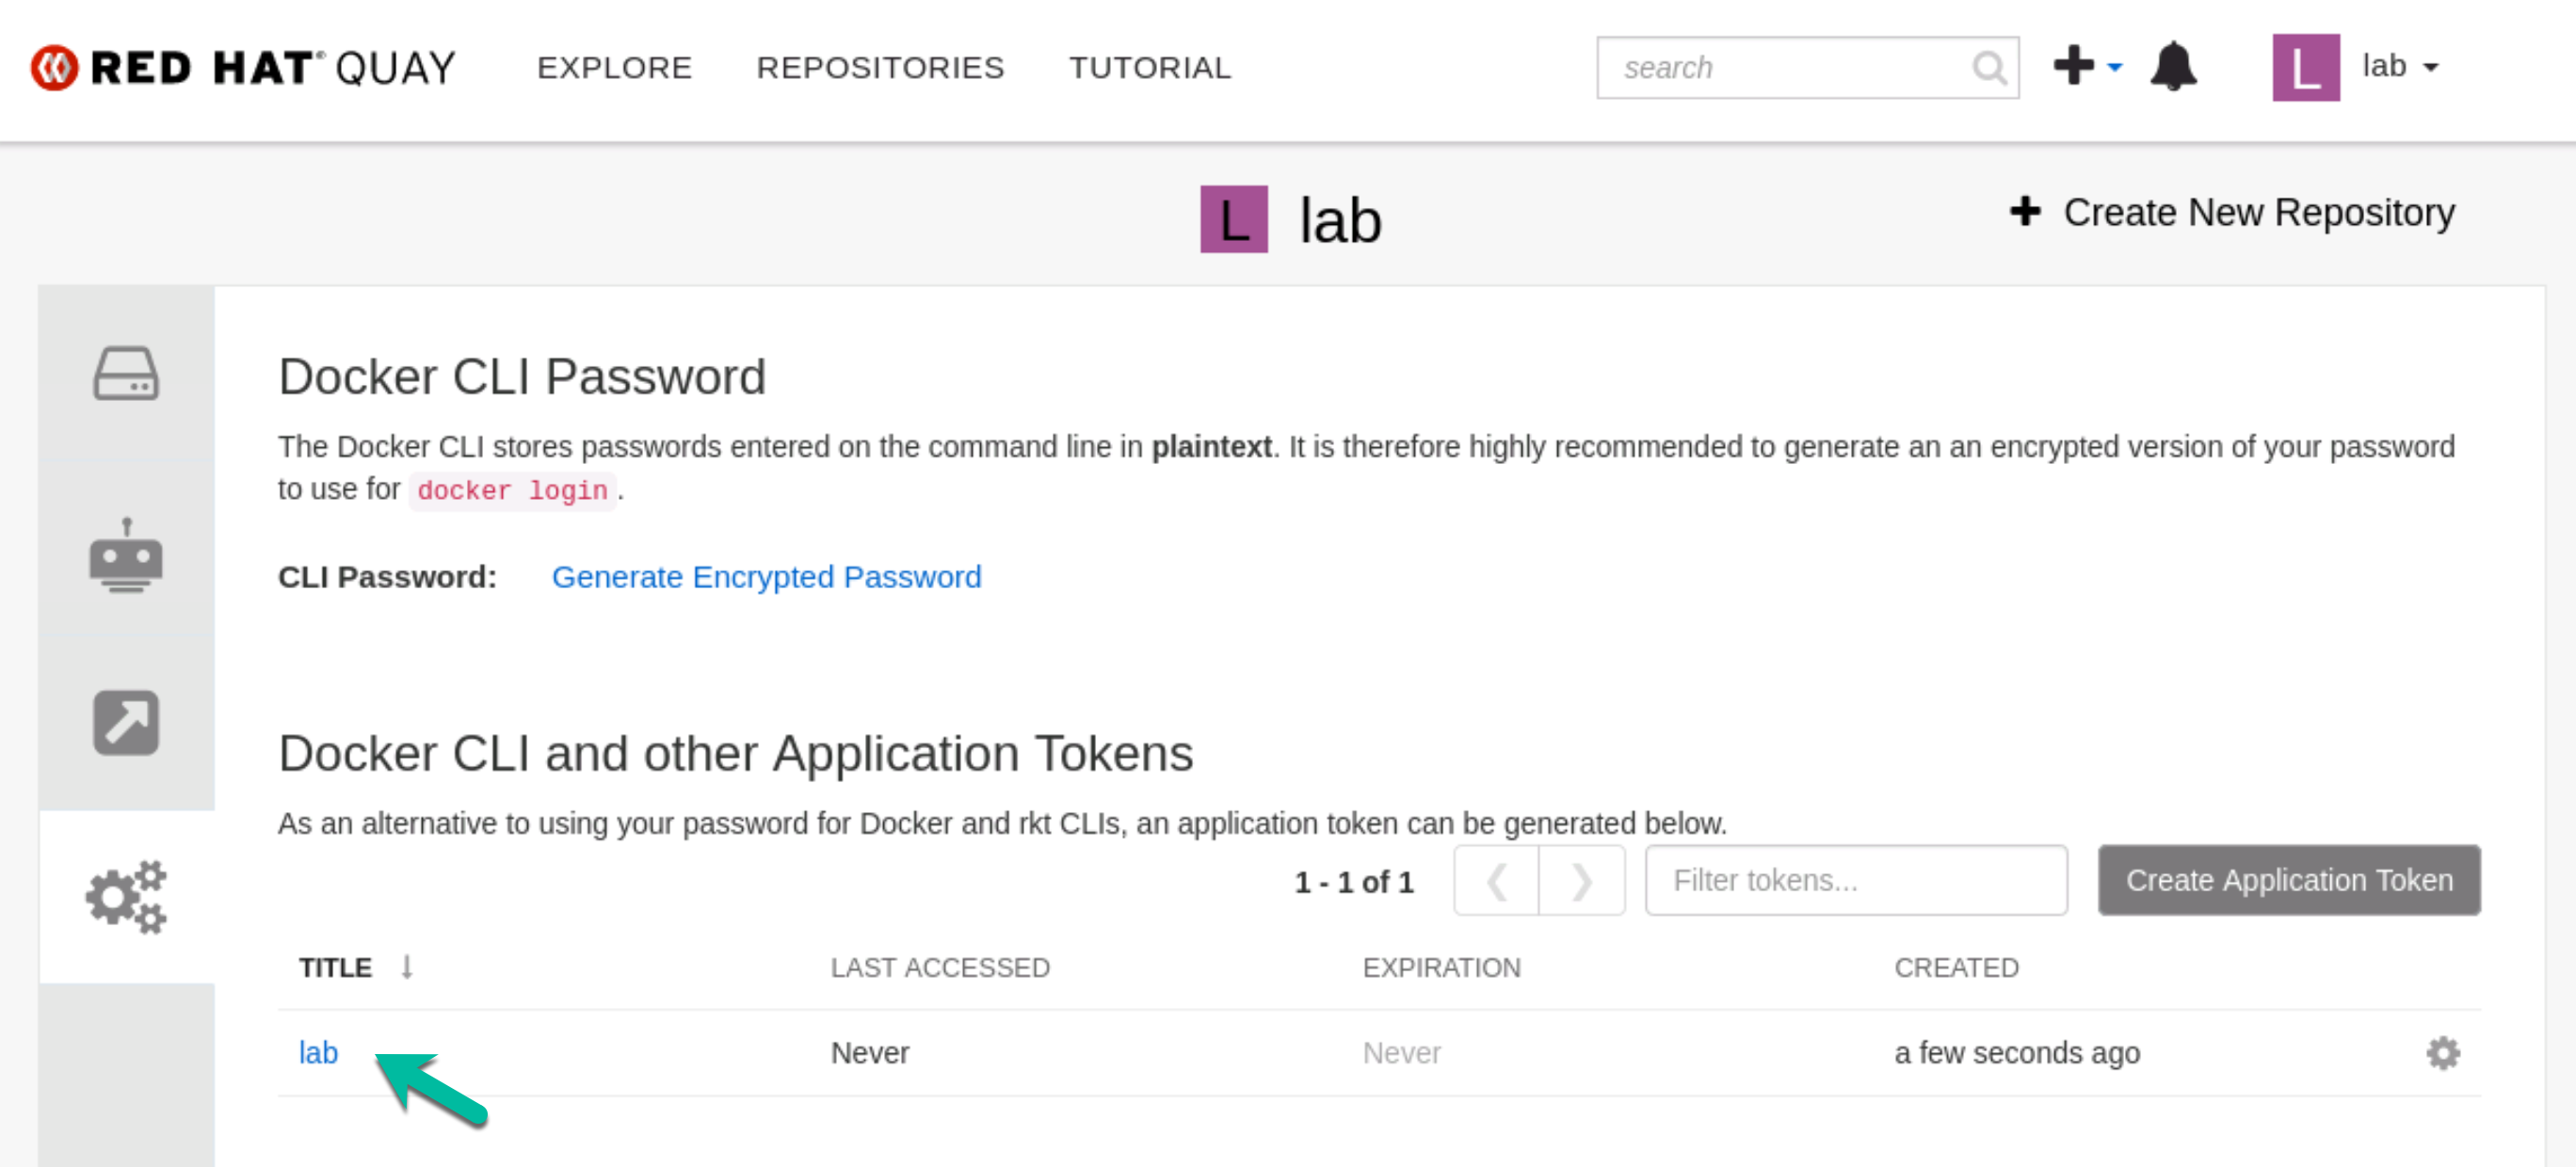 RED HAT® QUAY EXPLORE REPOSITORIES TUTORIAL search L lab
L lab + Create New Repository
Docker CLI Password
The Docker CLI stores passwords entered on the command line in plaintext. It is therefore highly recommended to generate an an encrypted version of your password
to use for docker login .
CLI Password: Generate Encrypted Password
Docker CLI and other Application Tokens
As an alternative to using your password for Docker and rkt CLIs, an application token can be generated below.
1 - 1 of 1 Filter tokens... Create Application Token
TITLE LAST ACCESSED EXPIRATION CREATED
lab Never Never a few seconds ago